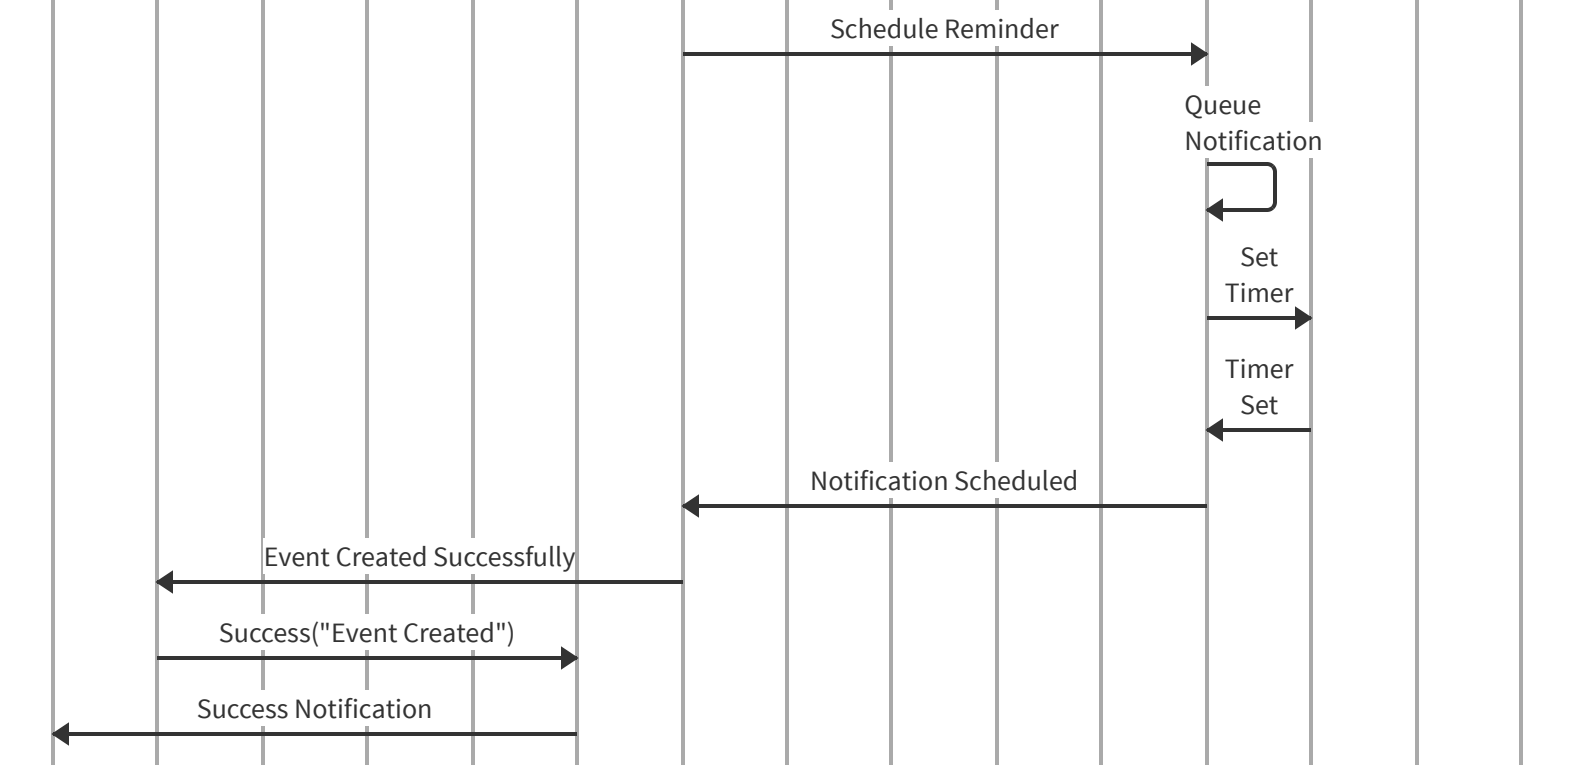 Schedule Reminder
Queue
Notification
Set
Timer
Timer
Set
Notification Scheduled
Event Created Successfully
Success("Event Created")
Success Notification